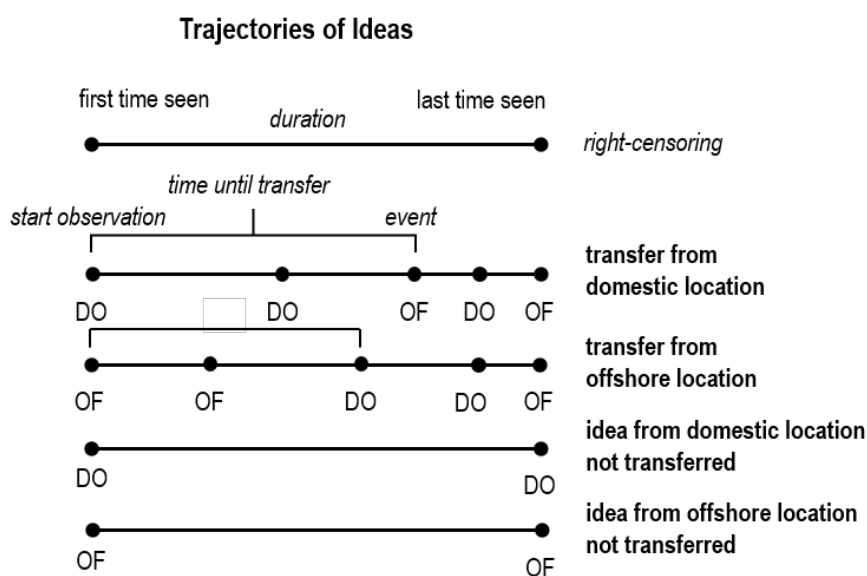 Trajectories of Ideas
first time seen
last time seen
duration
right-censoring
time until transfer
start observation
event
transfer from
domestic location
DO DO OF DO OF
transfer from
offshore location
OF OF DO DO OF
idea from domestic location
not transferred
DO DO
idea from offshore location
not transferred
OF OF